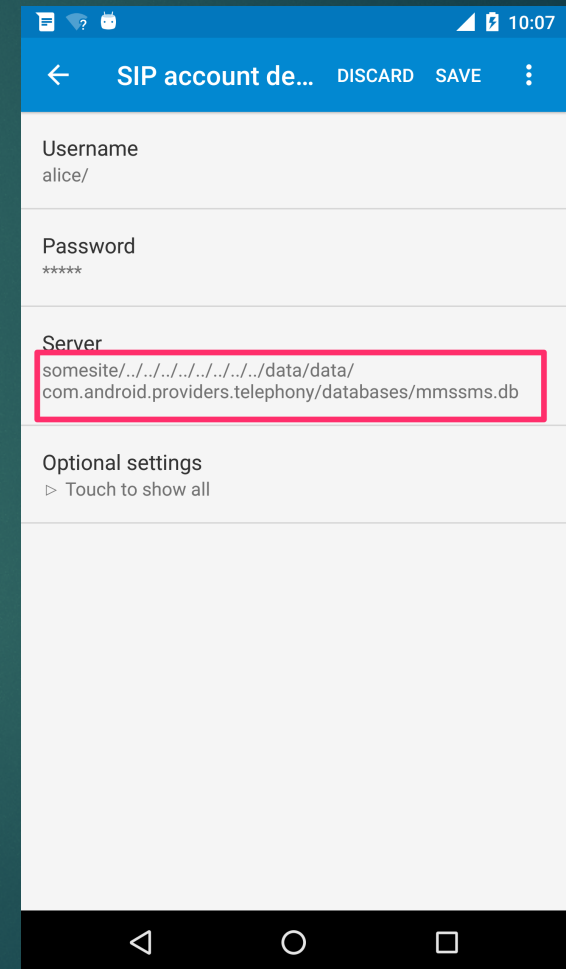 10:07
SIP account de... DISCARD SAVE
Username
alice/
Password
*****
Server
somesite/../../../../../../../../data/data/
com.android.providers.telephony/databases/mmssms.db
Optional settings
▷ Touch to show all